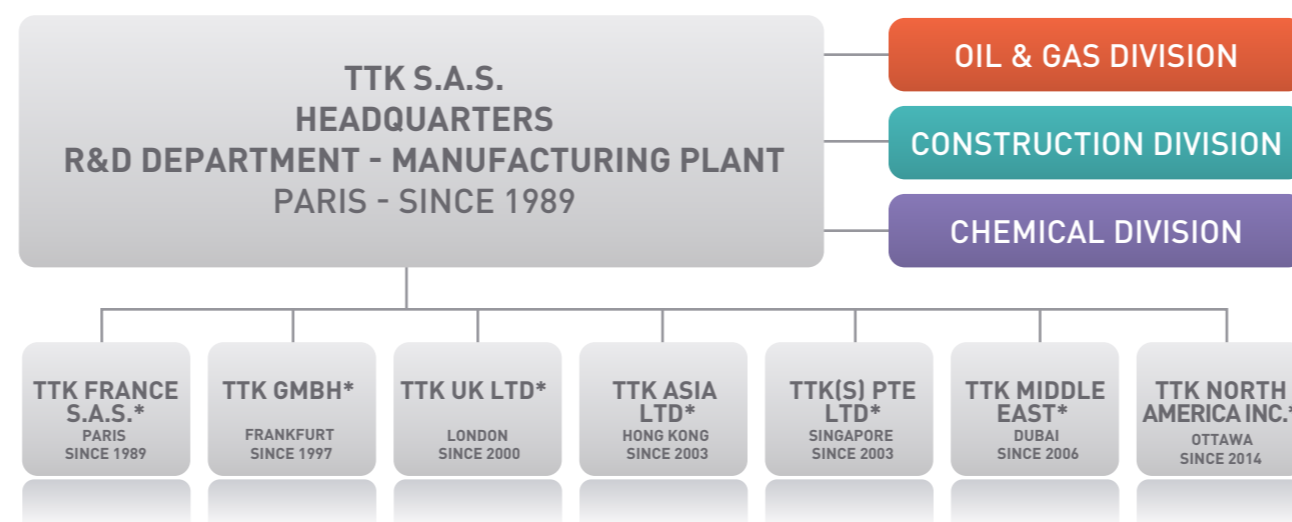 TTK S.A.S.
HEADQUARTERS
R&D DEPARTMENT - MANUFACTURING PLANT
PARIS - SINCE 1989
OIL & GAS DIVISION
CONSTRUCTION DIVISION
CHEMICAL DIVISION
TTK FRANCE
S.A.S.*
PARIS
SINCE 1989
TTK GMBH*
FRANKFURT
SINCE 1997
TTK UK LTD*
LONDON
SINCE 2000
TTK ASIA
LTD*
HONG KONG
SINCE 2003
TTK(S) PTE
LTD*
SINGAPORE
SINCE 2003
TTK MIDDLE
EAST*
DUBAI
SINCE 2006
TTK NORTH
AMERICA INC.*
OTTAWA
SINCE 2014